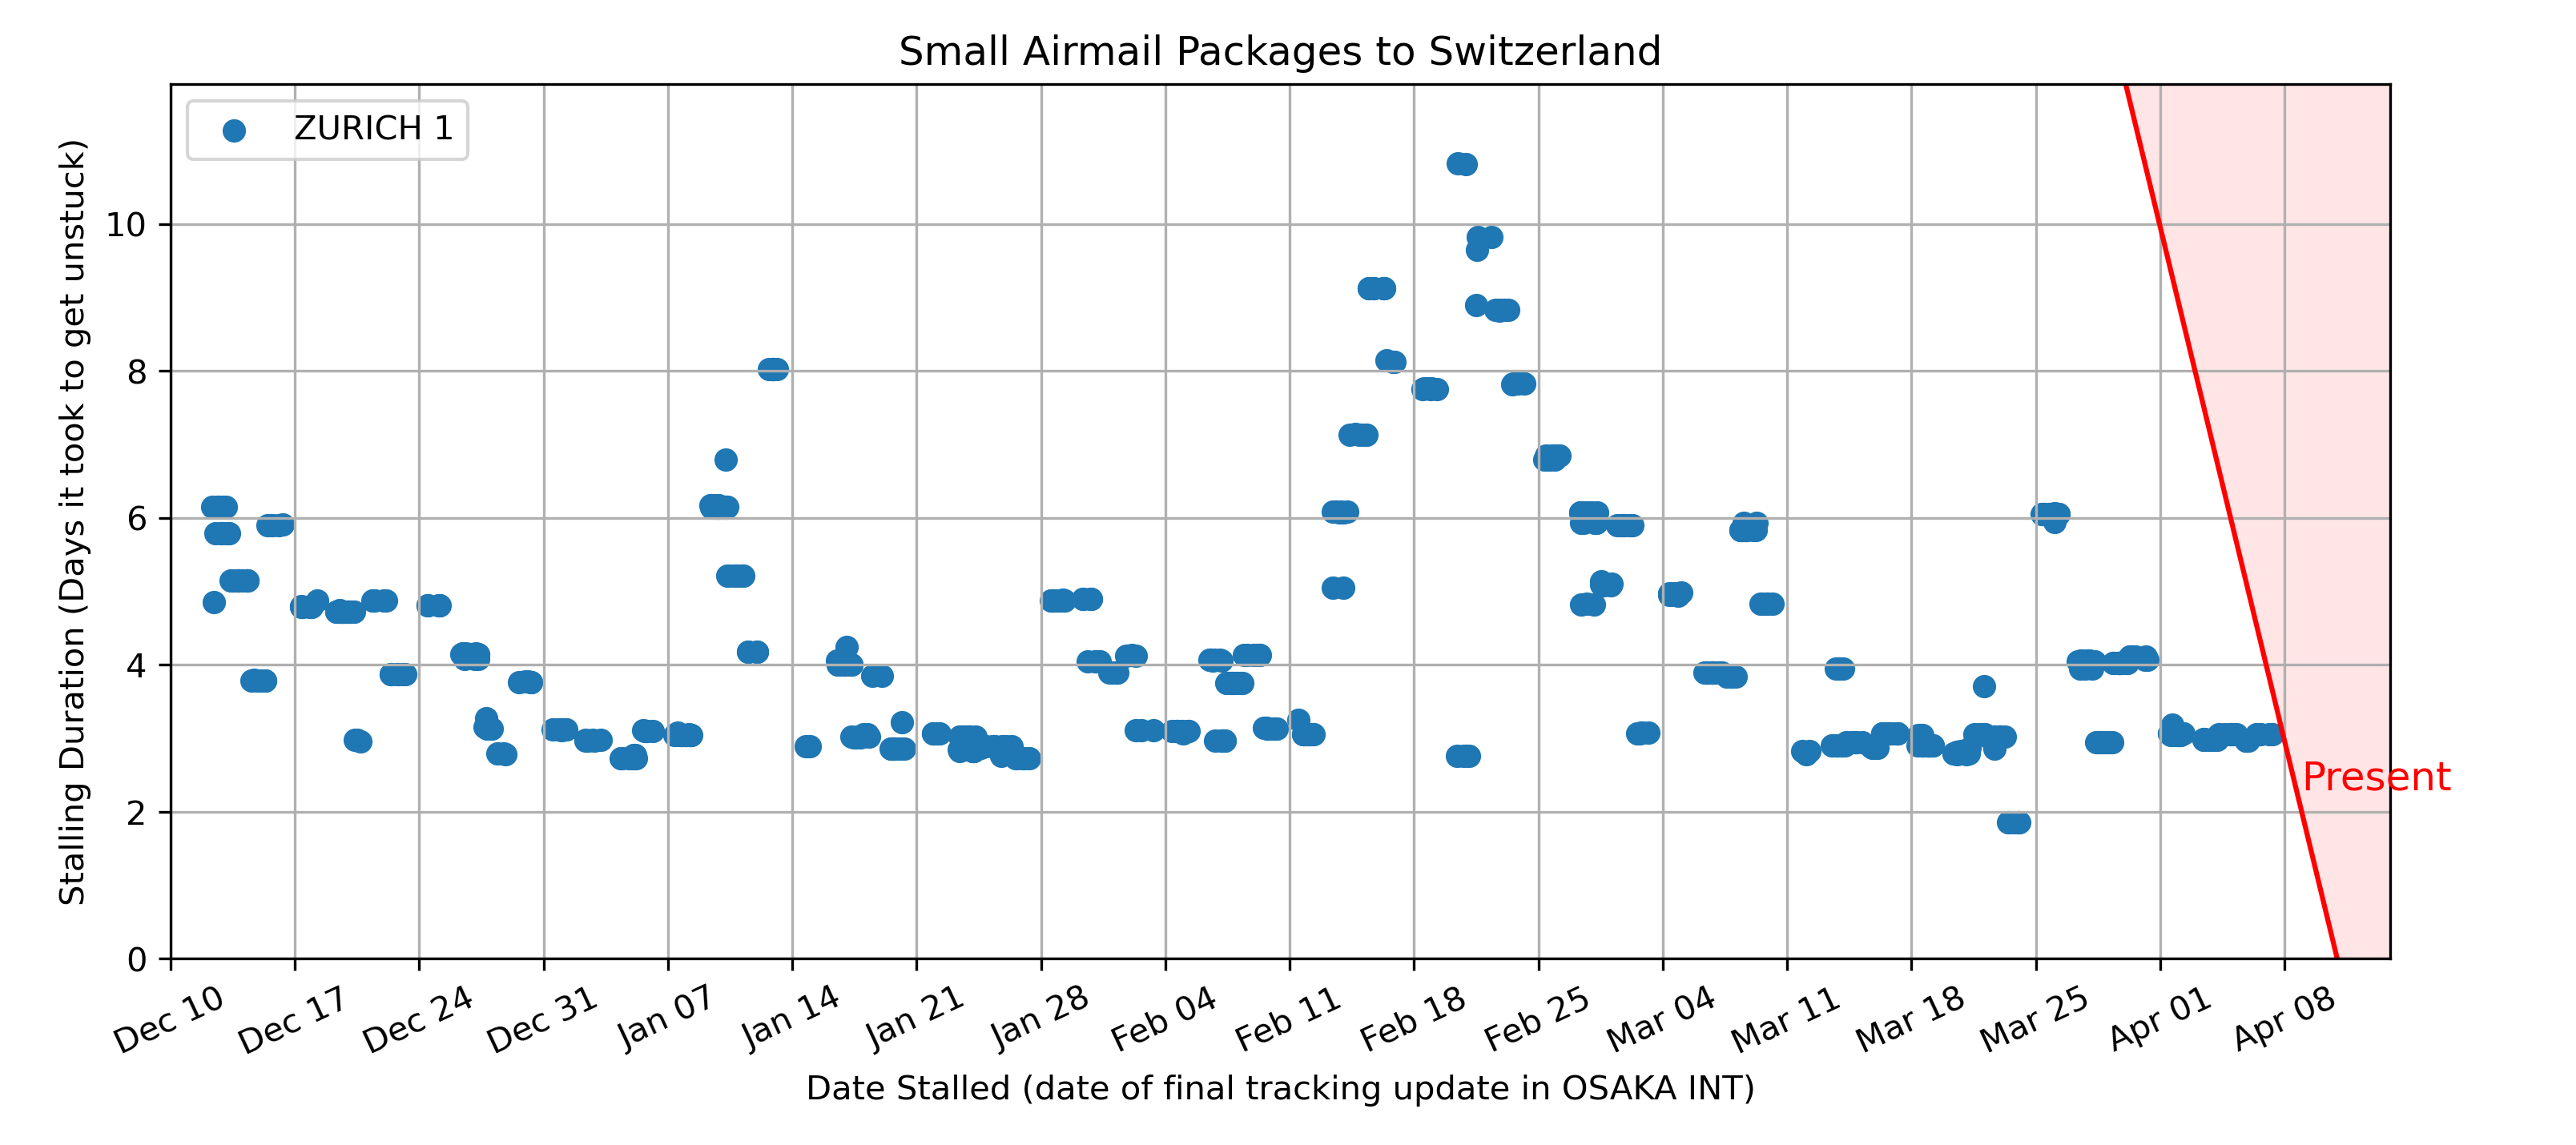 Small Airmail Packages to Switzerland
ZURICH 1
Stalling Duration (Days it took to get unstuck)
10
8
6
4
2
0
Present
Dec 10
Dec 17
Dec 24
Dec 31
Jan 07
Jan 14
Jan 21
Jan 28
Feb 04
Feb 11
Feb 18
Feb 25
Mar 04
Mar 11
Mar 18
Mar 25
Apr 01
Apr 08
Date Stalled (date of final tracking update in OSAKA INT)